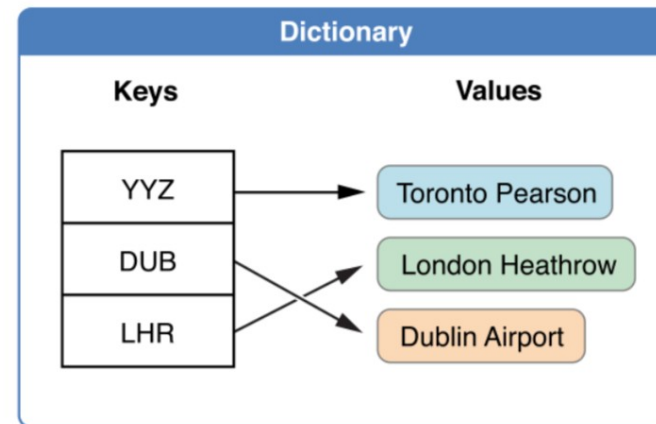 Dictionary
Keys Values
YYZ Toronto Pearson
DUB London Heathrow
LHR Dublin Airport